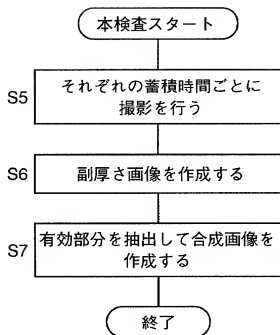 本検査スタート
S5
それぞれの蓄積時間ごとに
撮影を行う
S6
副厚さ画像を作成する
S7
有効部分を抽出して合成画像を
作成する
終了